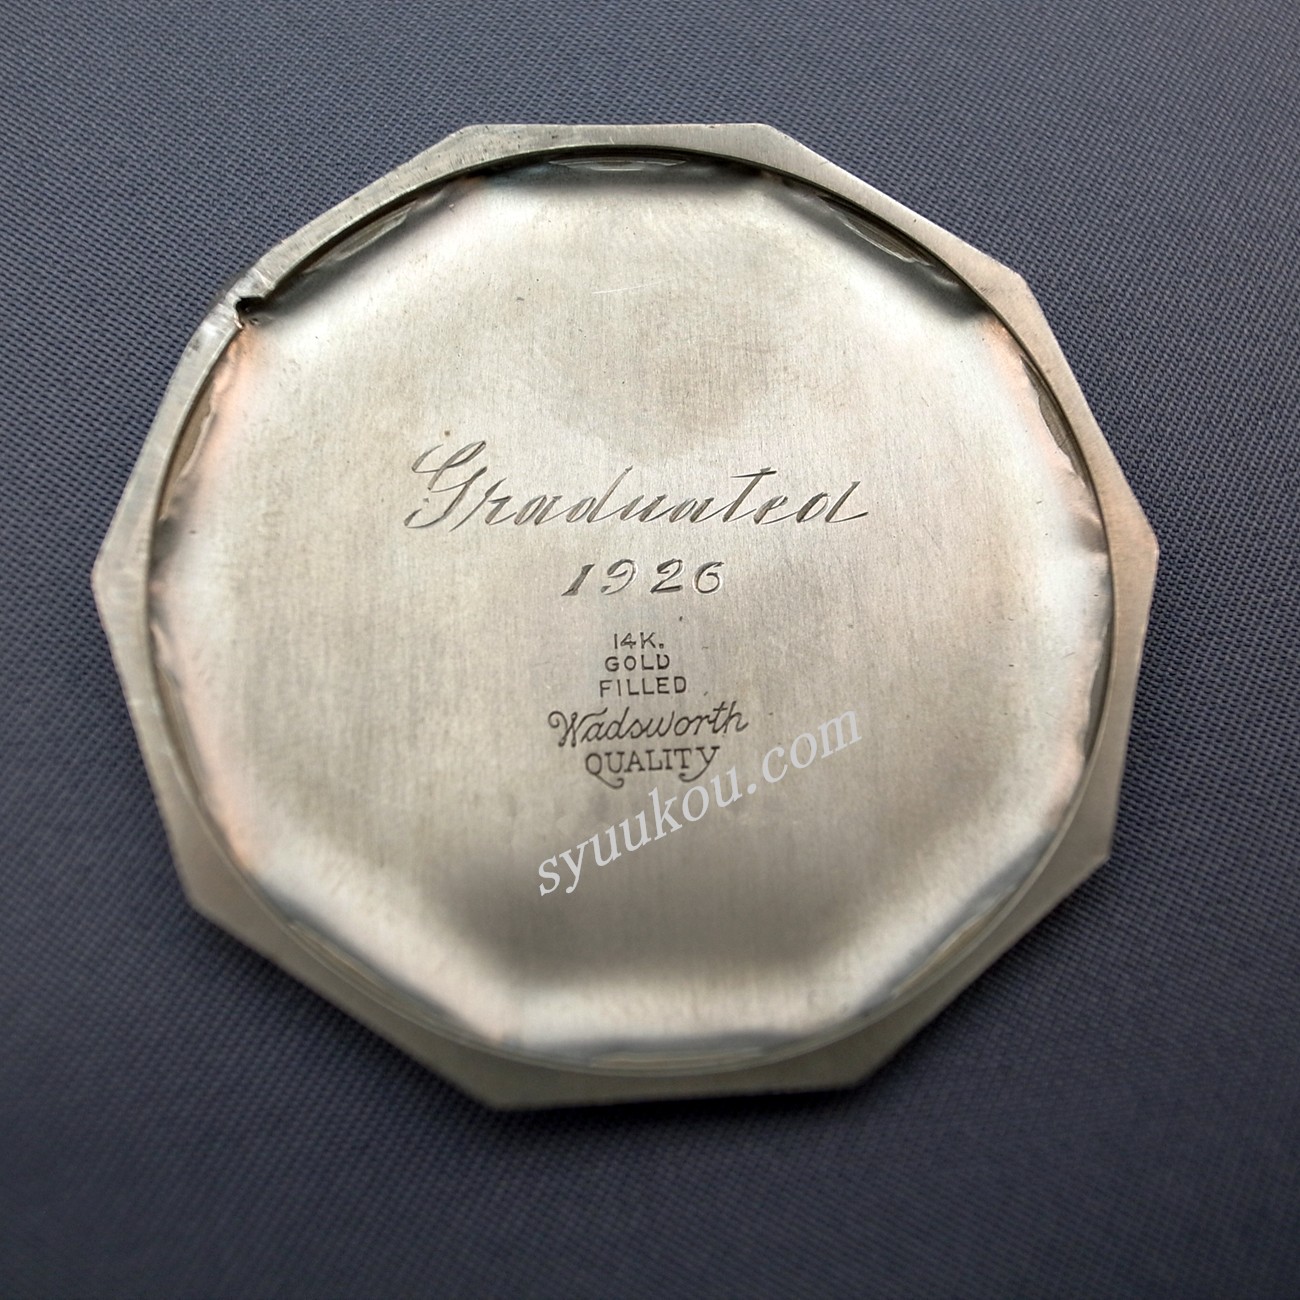 Graduated
1926
14K.
GOLD
FILLED
Wadsworth
QUALITY
syuukou.com